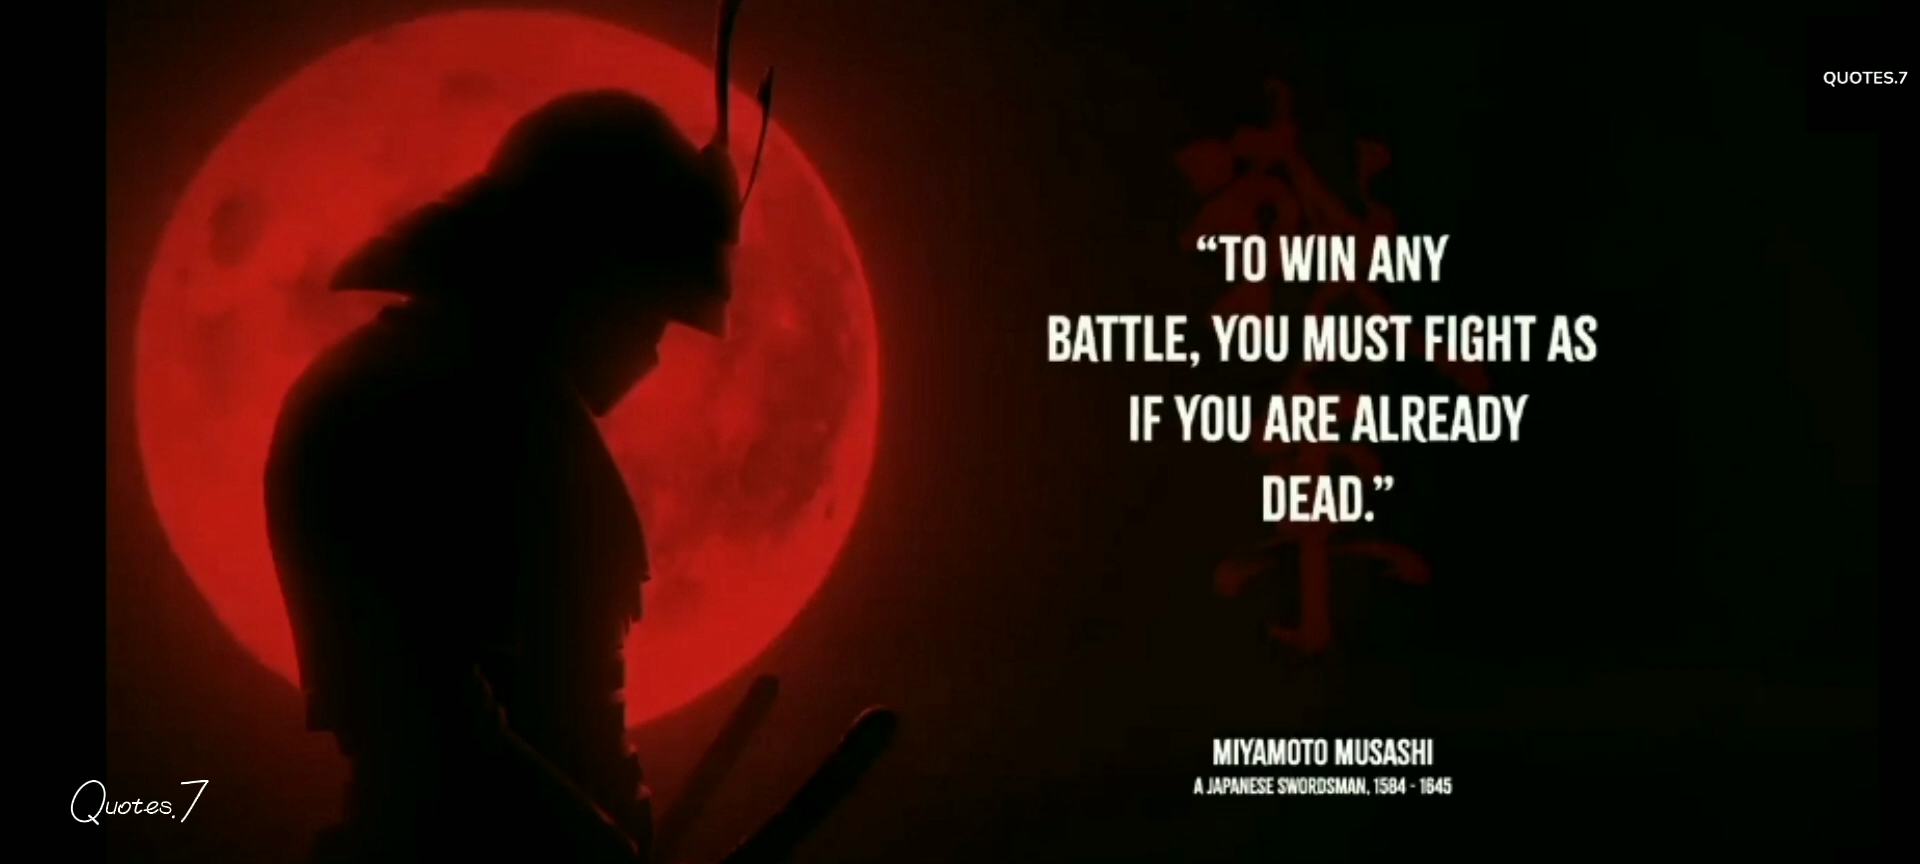 QUOTES.7
“TO WIN ANY
BATTLE, YOU MUST FIGHT AS
IF YOU ARE ALREADY
DEAD.”
MIYAMOTO MUSASHI
A JAPANESE SWORDSMAN, 1584 - 1645
Quotes.7